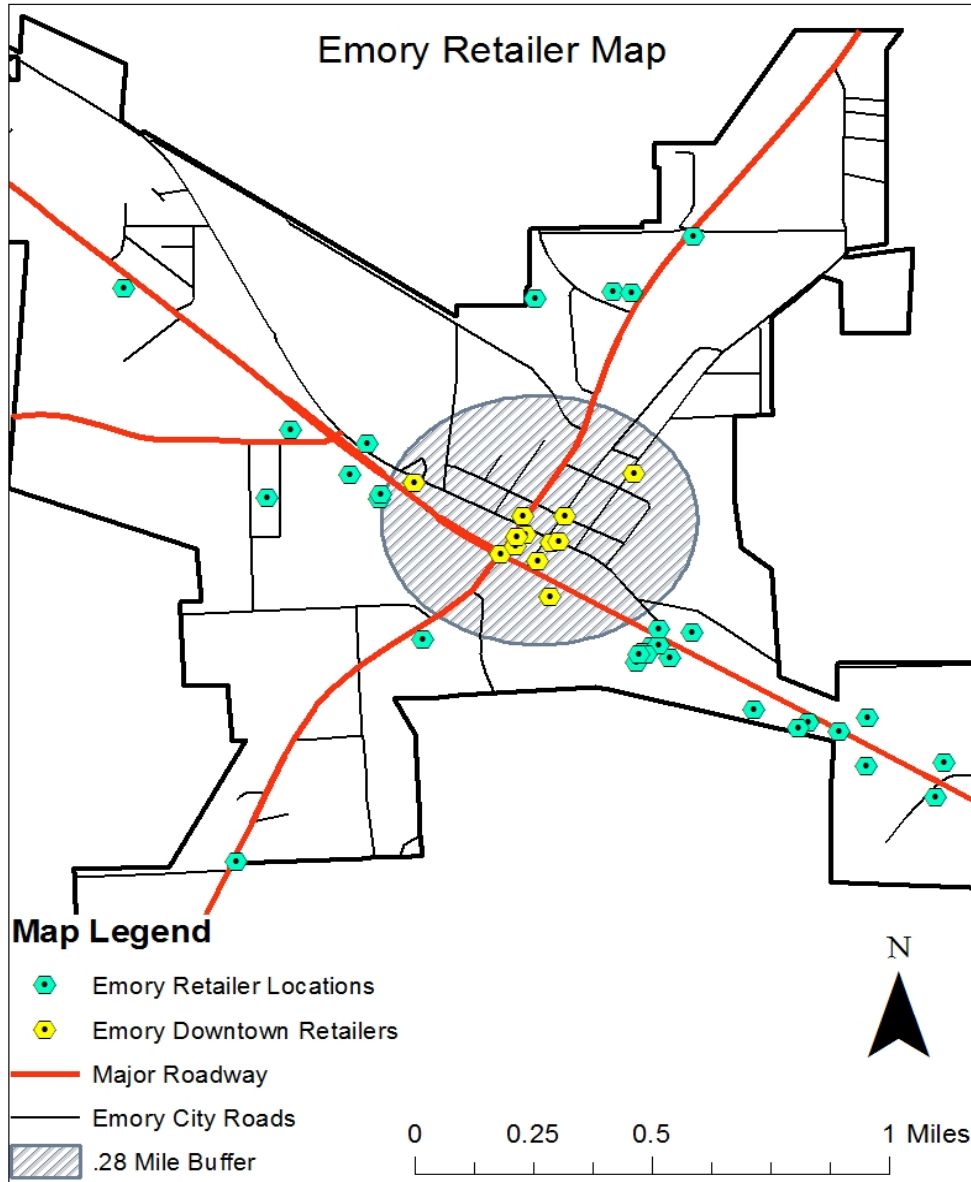 Emory Retailer Map
Map Legend
Emory Retailer Locations
Emory Downtown Retailers
Major Roadway
Emory City Roads
.28 Mile Buffer
N
0 0.25 0.5 1 Miles